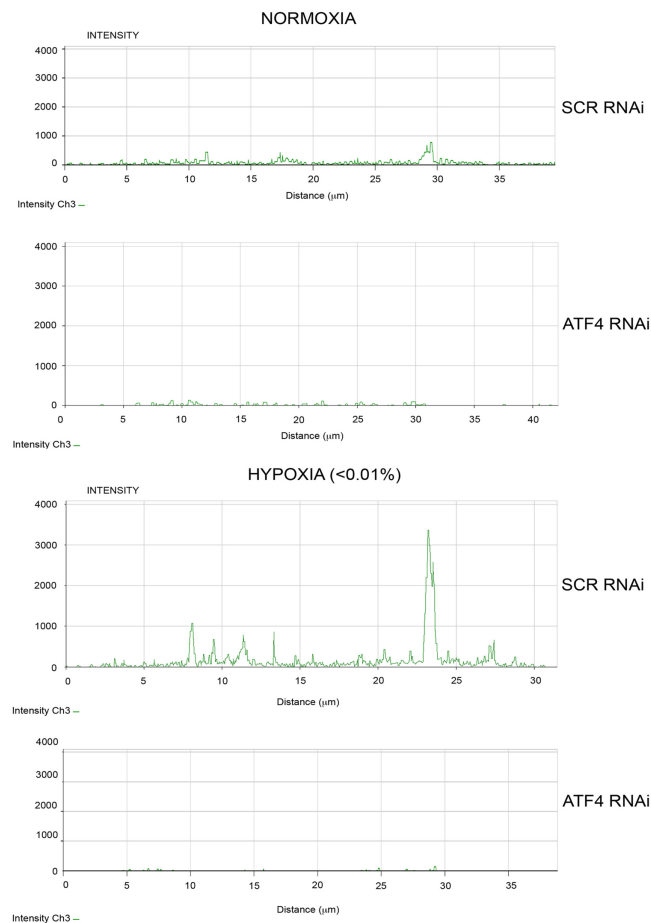 NORMOXIA
INTENSITY
4000
3000
2000
1000
0
SCR RNAi
0 5 10 15 20 25 30 35
Distance (µm)
Intensity Ch3
4000
3000
2000
1000
0
ATF4 RNAi
0 5 10 15 20 25 30 35 40
Distance (µm)
Intensity Ch3
HYPOXIA (<0.01%)
INTENSITY
4000
3000
2000
1000
0
SCR RNAi
0 5 10 15 20 25 30
Distance (µm)
Intensity Ch3
4000
3000
2000
1000
0
ATF4 RNAi
0 5 10 15 20 25 30 35
Distance (µm)
Intensity Ch3